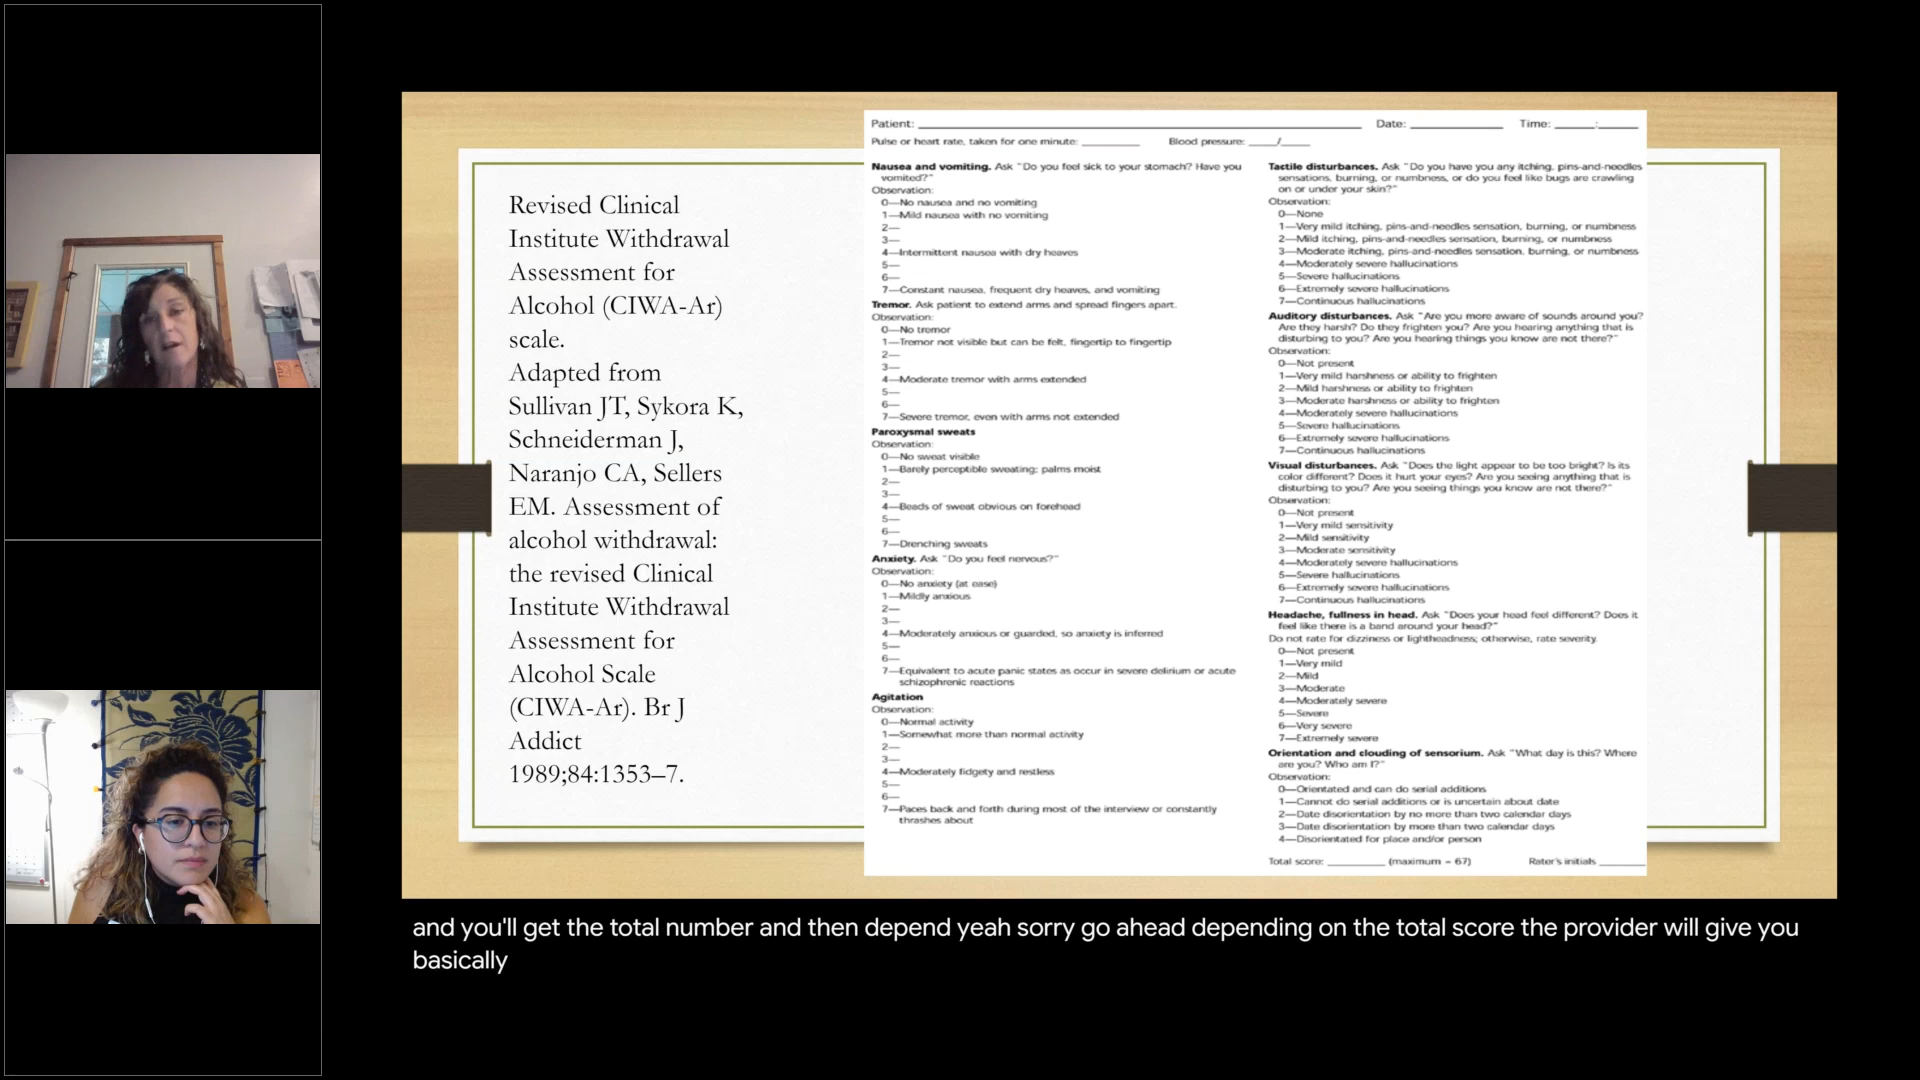 Revised Clinical
Institute Withdrawal
Assessment for
Alcohol (CIWA-Ar)
scale.
Adapted from
Sullivan JT, Sykora K,
Schneiderman J,
Naranjo CA, Sellers
EM. Assessment of
alcohol withdrawal:
the revised Clinical
Institute Withdrawal
Assessment for
Alcohol Scale
(CIWA-Ar). Br J
Addict
1989;84:1353–7.
Patient: ____ Date: ____ Time: ____:____
Pulse or heart rate, taken for one minute: ____ Blood pressure: ____/____
Nausea and vomiting. Ask "Do you feel sick to your stomach? Have you
vomited?"
Observation:
0—No nausea and no vomiting
1—Mild nausea with no vomiting
2—
3—
4—Intermittent nausea with dry heaves
5—
6—
7—Constant nausea, frequent dry heaves, and vomiting
Tremor. Ask patient to extend arms and spread fingers apart.
Observation:
0—No tremor
1—Tremor not visible but can be felt, fingertip to fingertip
2—
3—
4—Moderate tremor with arms extended
5—
6—
7—Severe tremor, even with arms not extended
Paroxysmal sweats
Observation:
0—No sweat visible
1—Barely perceptible sweating; palms moist
2—
3—
4—Beads of sweat obvious on forehead
5—
6—
7—Drenching sweats
Anxiety. Ask "Do you feel nervous?"
Observation:
0—No anxiety (at ease)
1—Mildly anxious
2—
3—
4—Moderately anxious or guarded, so anxiety is inferred
5—
6—
7—Equivalent to acute panic states as occur in severe delirium or acute
schizophrenic reactions
Agitation
Observation:
0—Normal activity
1—Somewhat more than normal activity
2—
3—
4—Moderately fidgety and restless
5—
6—
7—Paces back and forth during most of the interview or constantly
thrashes about
Tactile disturbances. Ask "Do you have you any itching, pins-and-needles
sensations, burning, or numbness, or do you feel like bugs are crawling
on or under your skin?"
Observation:
0—None
1—Very mild itching, pins-and-needles sensation, burning, or numbness
2—Mild itching, pins-and-needles sensation, burning, or numbness
3—Moderate itching, pins-and-needles sensation, burning, or numbness
4—Moderately severe hallucinations
5—Severe hallucinations
6—Extremely severe hallucinations
7—Continuous hallucinations
Auditory disturbances. Ask "Are you more aware of sounds around you?
Are they harsh? Do they frighten you? Are you hearing anything that is
disturbing to you? Are you hearing things you know are not there?"
Observation:
0—Not present
1—Very mild harshness or ability to frighten
2—Mild harshness or ability to frighten
3—Moderate harshness or ability to frighten
4—Moderately severe hallucinations
5—Severe hallucinations
6—Extremely severe hallucinations
7—Continuous hallucinations
Visual disturbances. Ask "Does the light appear to be too bright? Is its
color different? Does it hurt your eyes? Are you seeing anything that is
disturbing to you? Are you seeing things you know are not there?"
Observation:
0—Not present
1—Very mild sensitivity
2—Mild sensitivity
3—Moderate sensitivity
4—Moderately severe hallucinations
5—Severe hallucinations
6—Extremely severe hallucinations
7—Continuous hallucinations
Headache, fullness in head. Ask "Does your head feel different? Does it
feel like there is a band around your head?"
Do not rate for dizziness or lightheadness; otherwise, rate severity.
0—Not present
1—Very mild
2—Mild
3—Moderate
4—Moderately severe
5—Severe
6—Very severe
7—Extremely severe
Orientation and clouding of sensorium. Ask "What day is this? Where
are you? Who am I?"
Observation:
0—Orientated and can do serial additions
1—Cannot do serial additions or is uncertain about date
2—Date disorientation by no more than two calendar days
3—Date disorientation by more than two calendar days
4—Disorientated for place and/or person
Total score: ____ (maximum = 67) Rater's initials ____
and you'll get the total number and then depend yeah sorry go ahead depending on the total score the provider will give you
basically